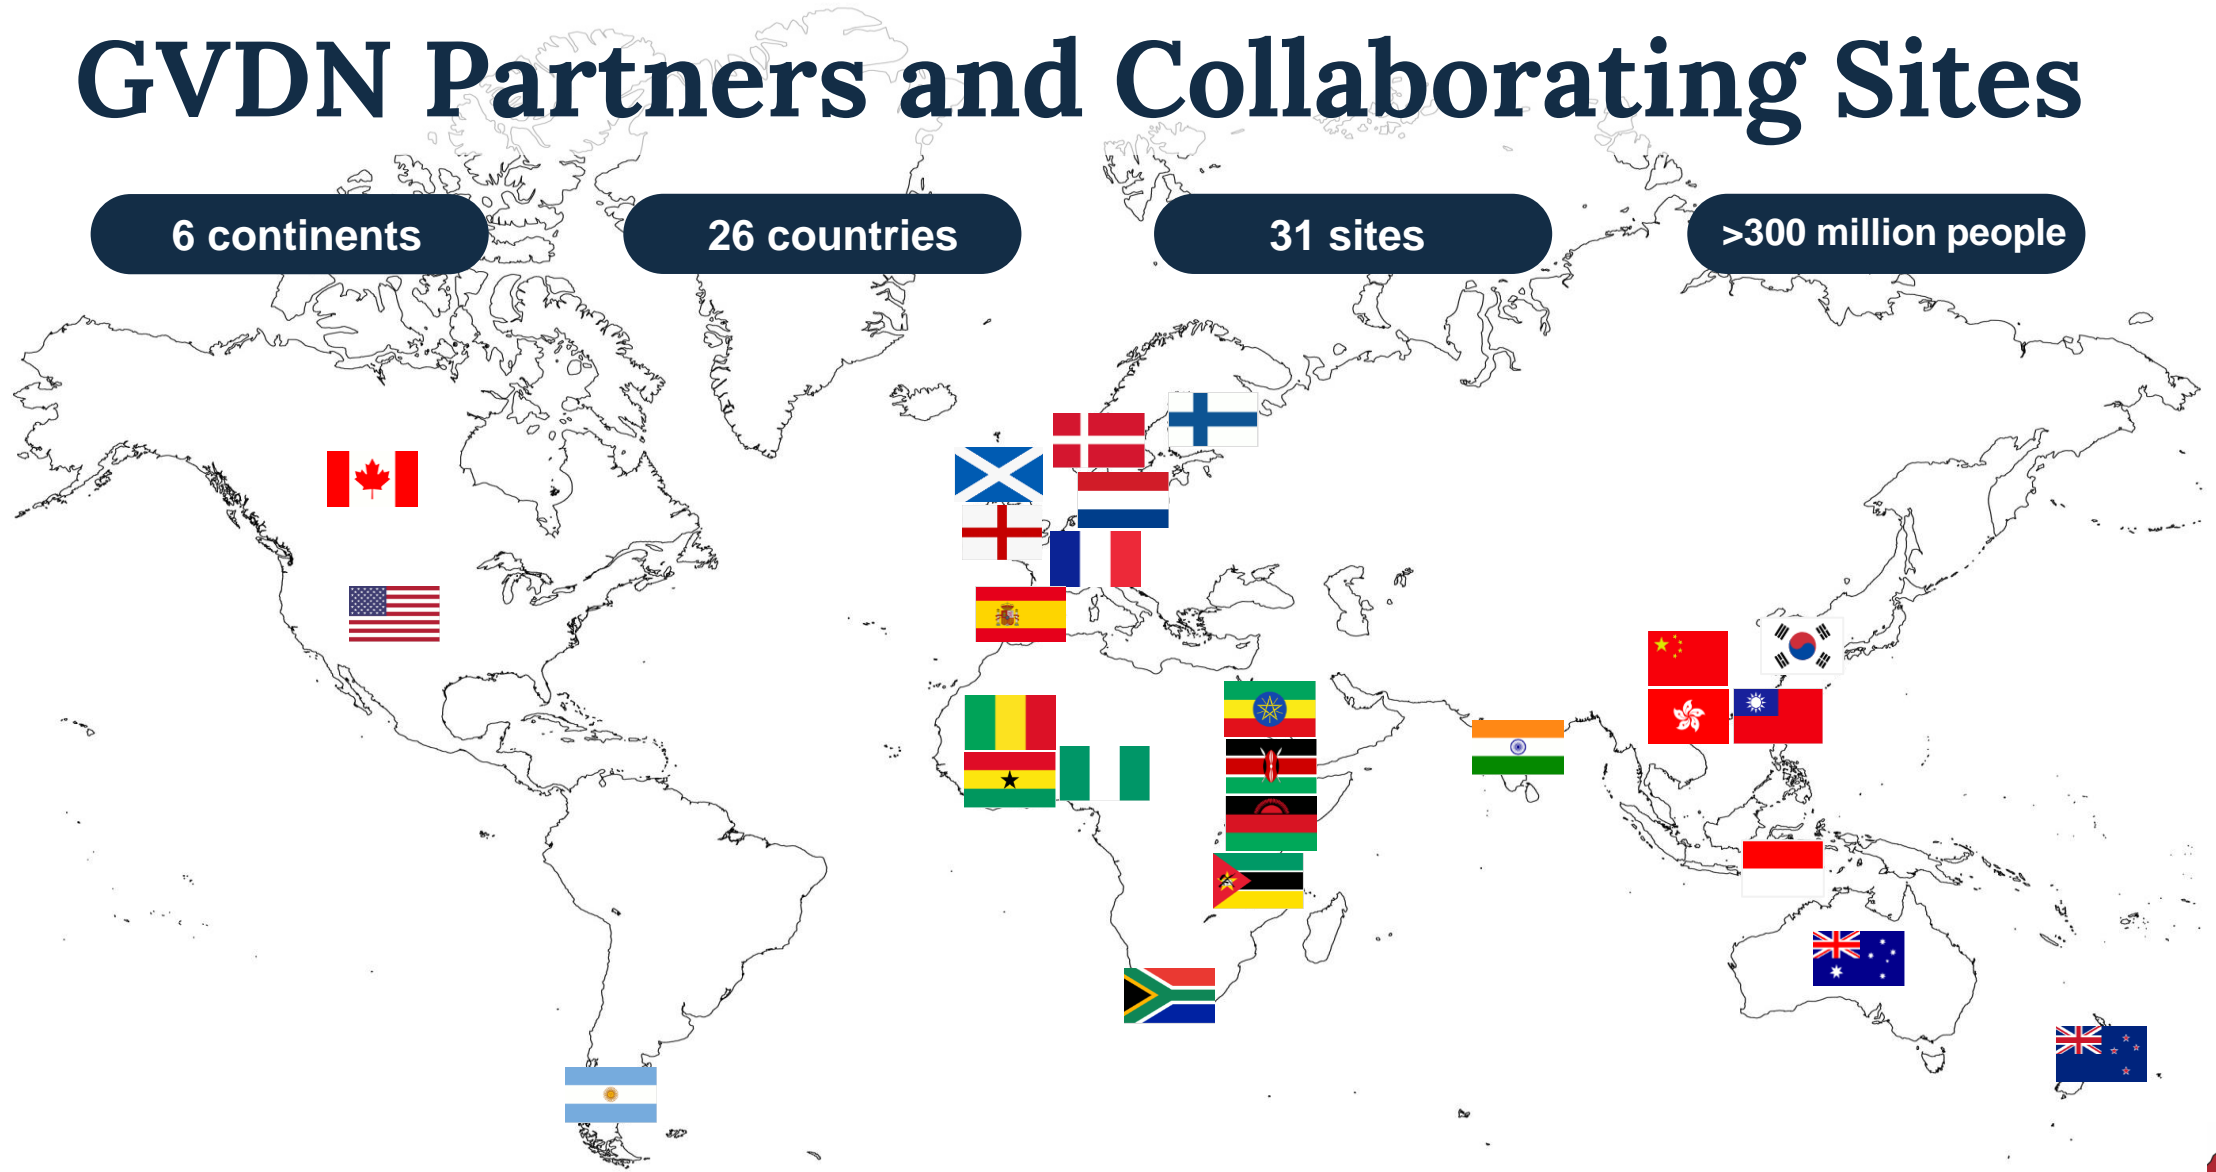 GVDN Partners and Collaborating Sites
6 continents
26 countries
31 sites
>300 million people